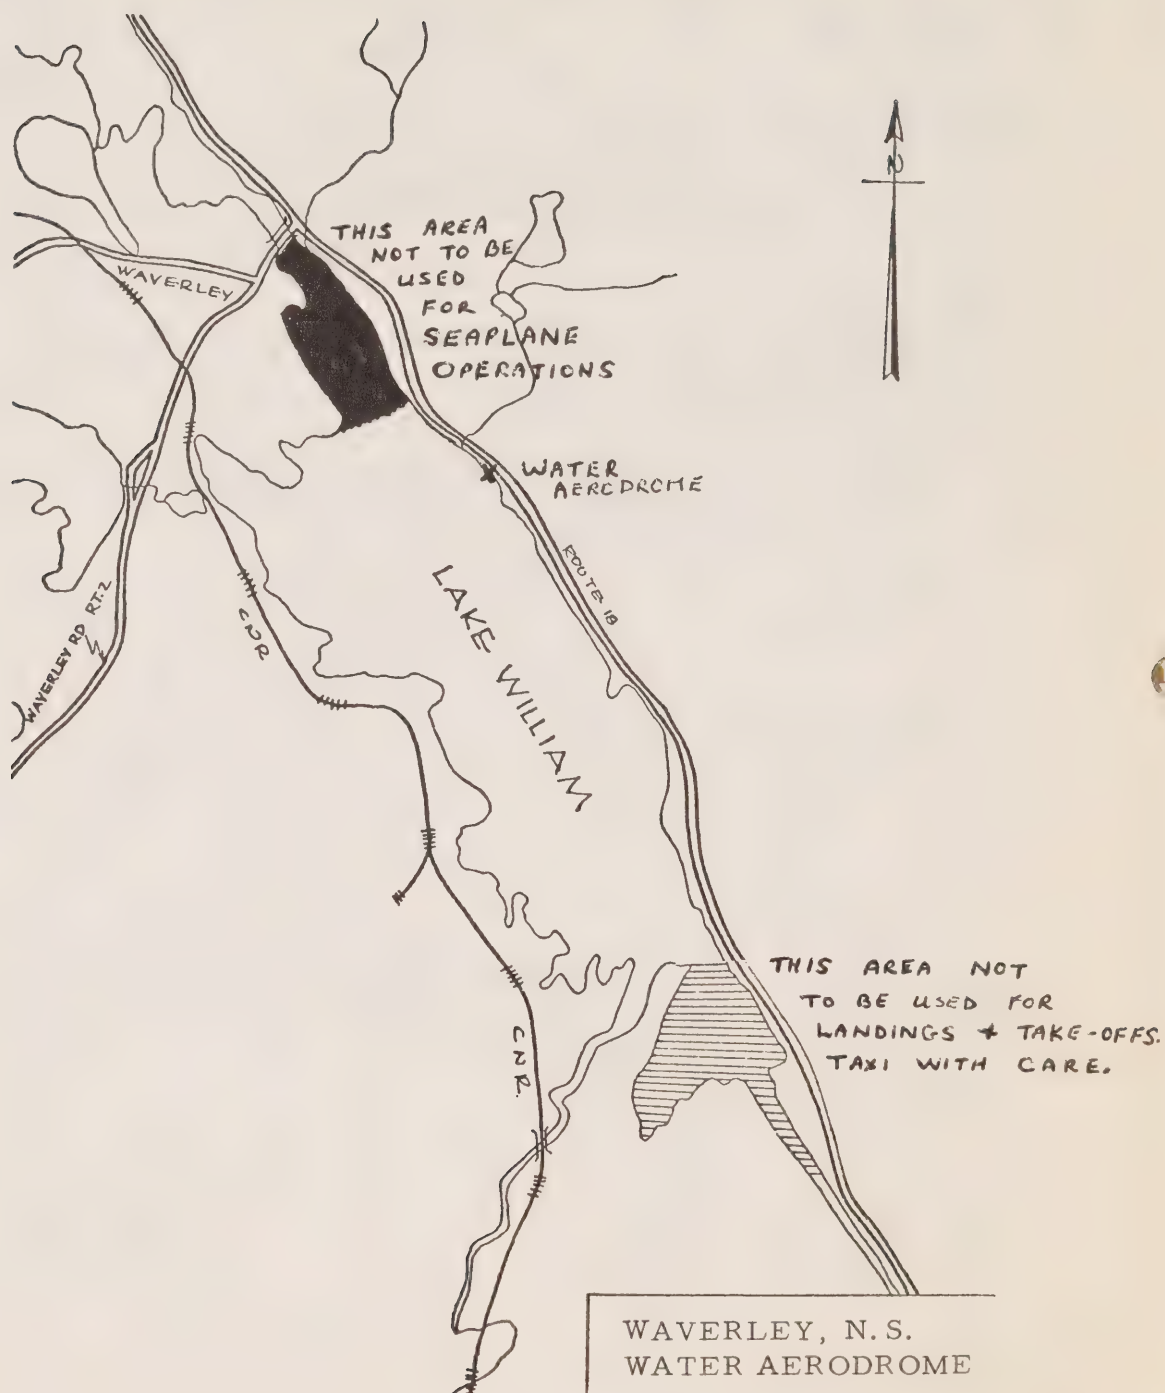 N
THIS AREA
NOT TO BE
USED
FOR
SEAPLANE
OPERATIONS
WAVERLEY
WATER
AERODROME
ROUTE 18
LAKE WILLIAM
CNR
WAVERLEY RD RT.2
THIS AREA NOT
TO BE USED FOR
LANDINGS + TAKE-OFFS.
TAXI WITH CARE.
CNR.
WAVERLEY, N.S.
WATER AERODROME